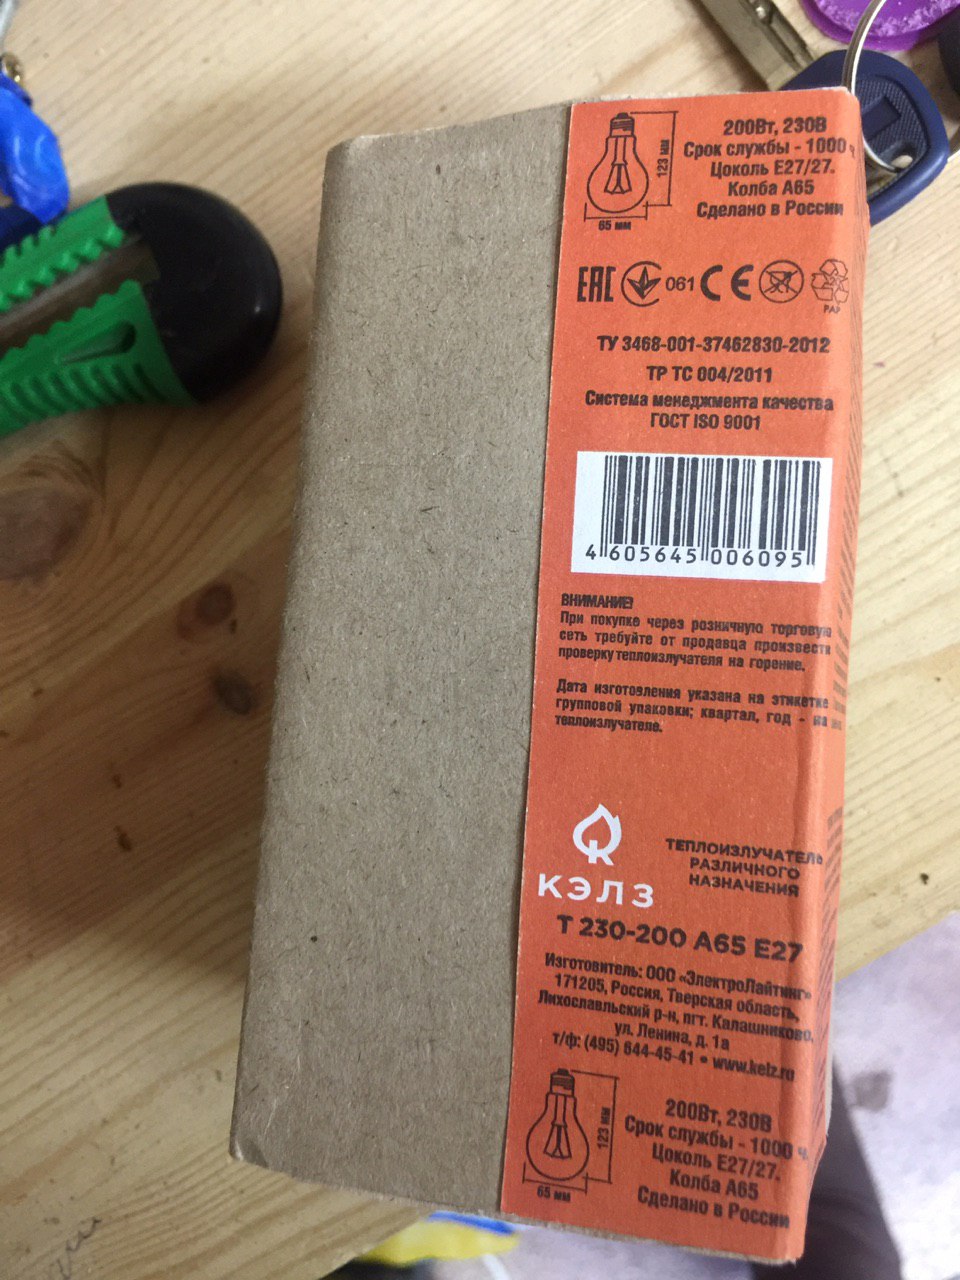 123 мм
65 мм
200Вт, 230В
Срок службы - 1000 ч.
Цоколь Е27/27.
Колба А65
Сделано в России
ЕАС 061 CE
PAP
ТУ 3468-001-37462830-2012
ТР ТС 004/2011
Система менеджмента качества
ГОСТ ISO 9001
4 605645 006095
ВНИМАНИЕ!
При покупке через розничную торговую
сеть требуйте от продавца произвести
проверку теплоизлучателя на горение.
Дата изготовления указана на этикетке
групповой упаковки; квартал, год - на
теплоизлучателе.
КЭЛЗ
ТЕПЛОИЗЛУЧАТЕЛЬ
РАЗЛИЧНОГО
НАЗНАЧЕНИЯ
Т 230-200 А65 Е27
Изготовитель: ООО «ЭлектроЛайтинг»
171205, Россия, Тверская область,
Лихославльский р-н, пгт. Калашниково,
ул. Ленина, д. 1а
т/ф: (495) 644-45-41 • www.kelz.ru
123 мм
65 мм
200Вт, 230В
Срок службы - 1000 ч.
Цоколь Е27/27.
Колба А65
Сделано в России